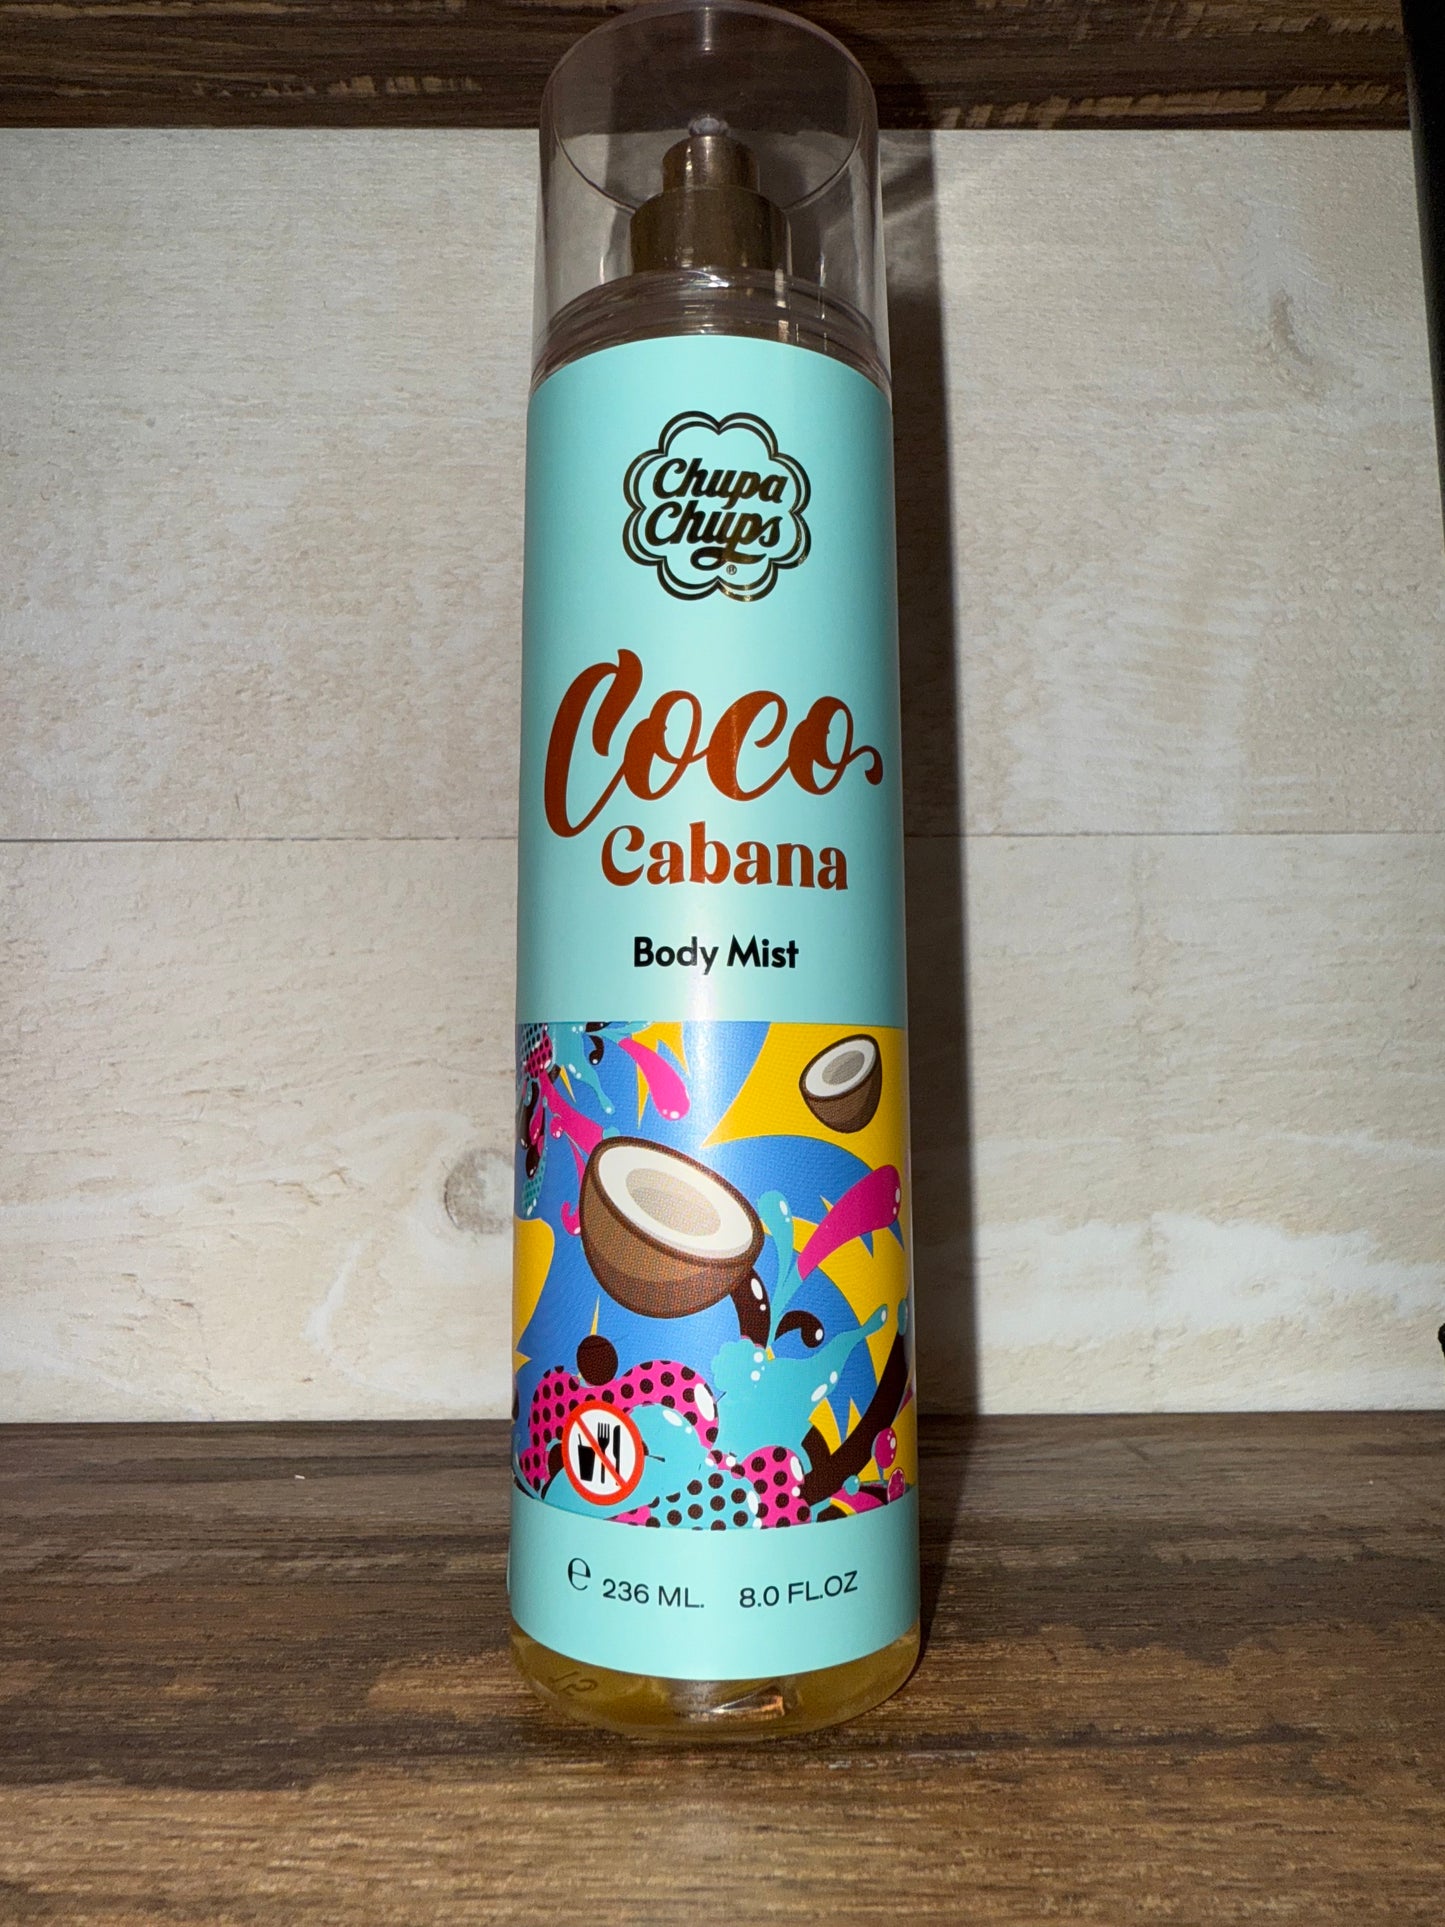 Chupa
Chups
®
Coco
Cabana
Body Mist
℮ 236 ML. 8.0 FL.OZ